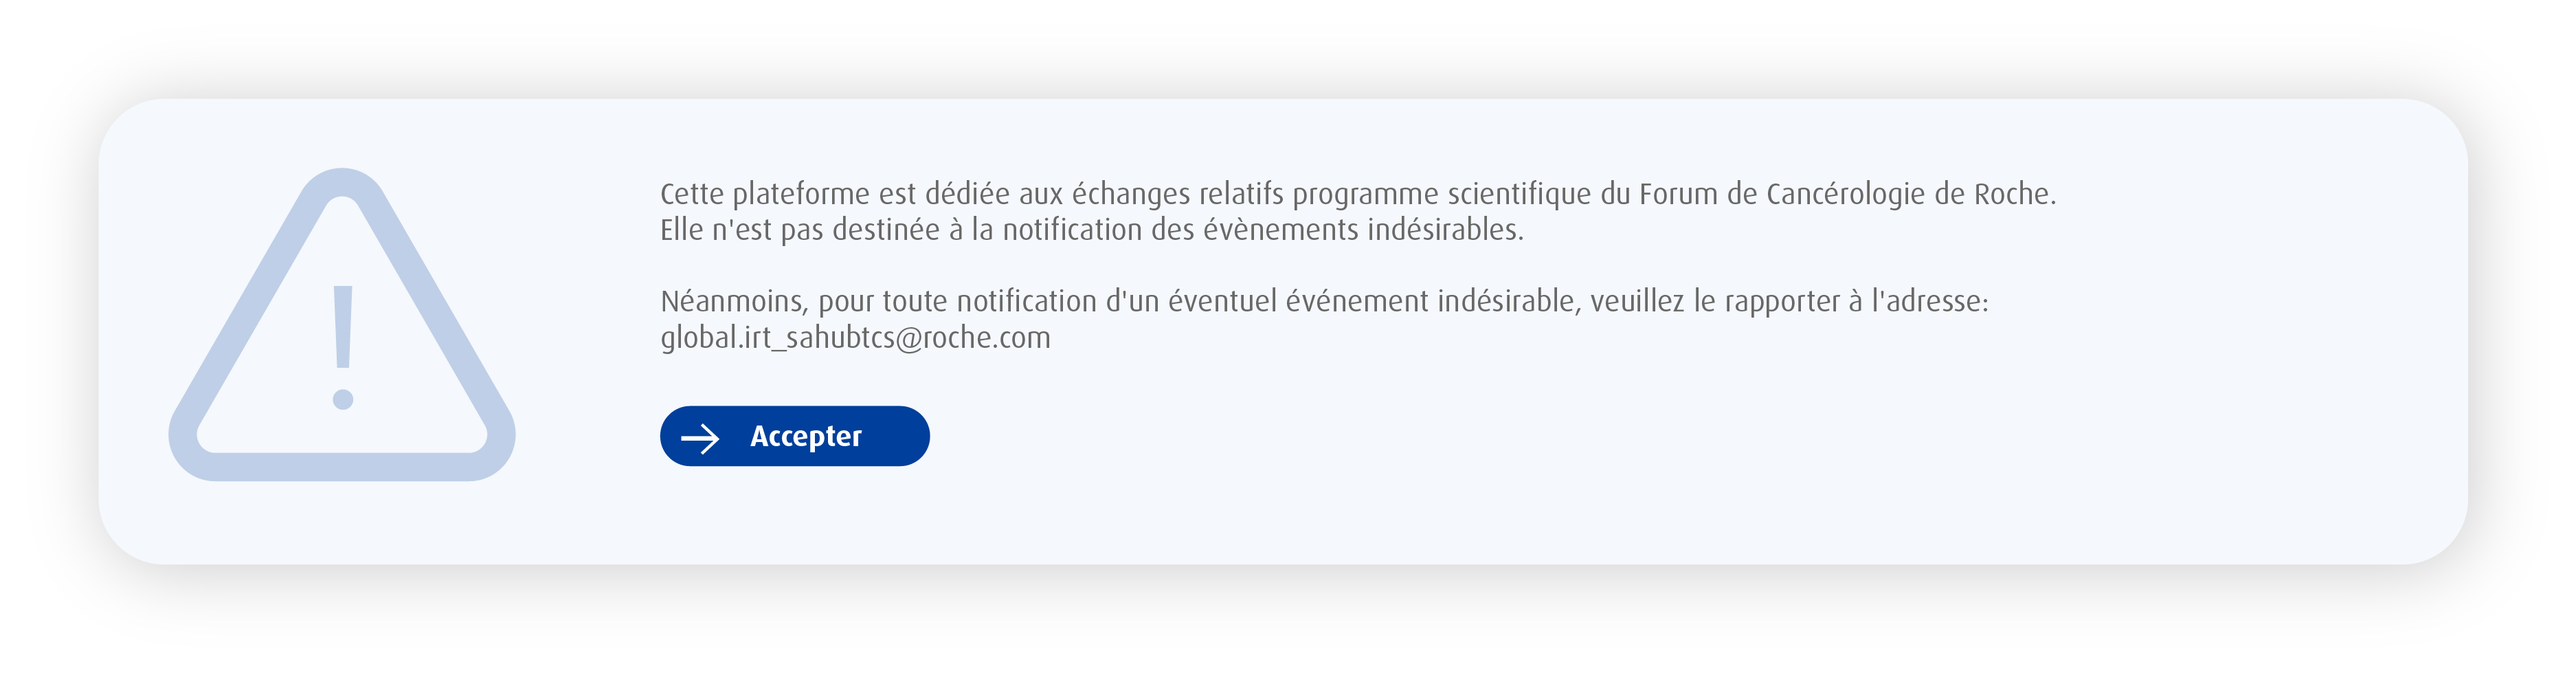 Cette plateforme est dédiée aux échanges relatifs programme scientifique du Forum de Cancérologie de Roche.
Elle n'est pas destinée à la notification des évènements indésirables.
Néanmoins, pour toute notification d'un éventuel événement indésirable, veuillez le rapporter à l'adresse:
global.irt_sahubtcs@roche.com
Accepter